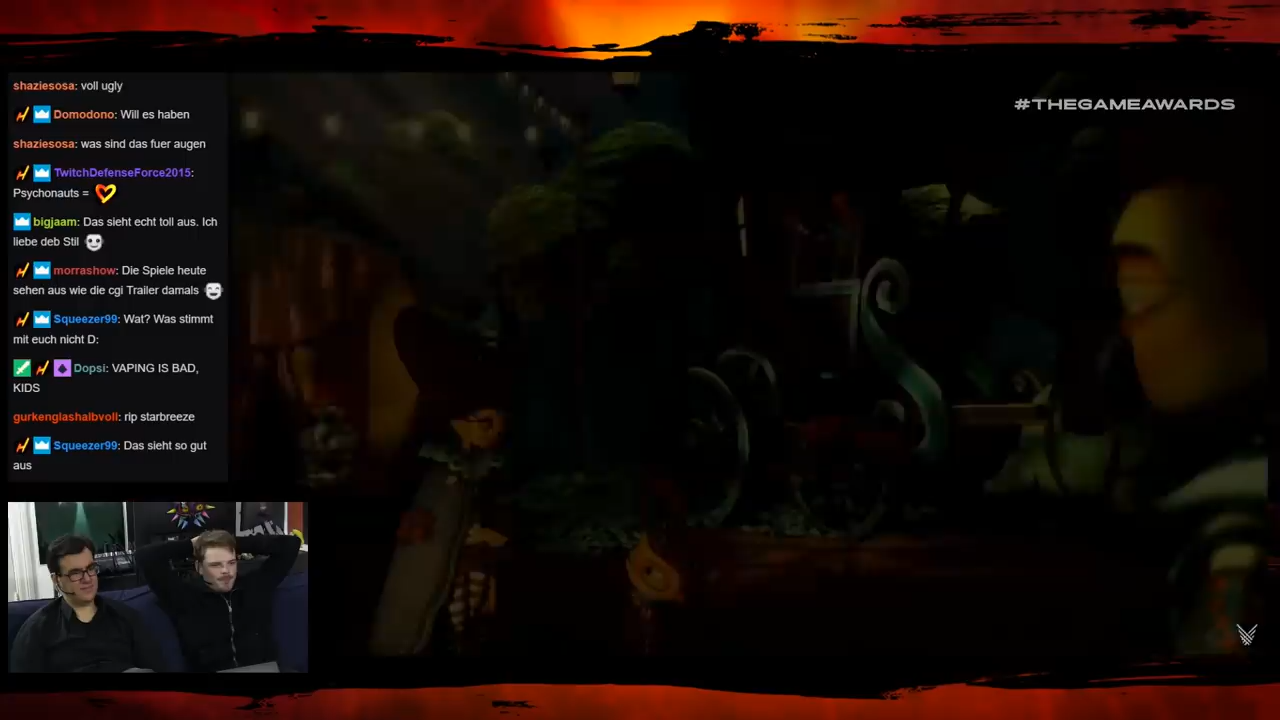 shaziesosa: voll ugly
#THEGAMEAWARDS
Domodono: Will es haben
shaziesosa: was sind das fuer augen
TwitchDefenseForce2015:
Psychonauts =
bigjaam: Das sieht echt toll aus. Ich
liebe deb Stil
morrashow: Die Spiele heute
sehen aus wie die cgi Trailer damals
Squeezer99: Wat? Was stimmt
mit euch nicht D:
Dopsi: VAPING IS BAD,
KIDS
gurkenglashalbvoll: rip starbreeze
Squeezer99: Das sieht so gut
aus